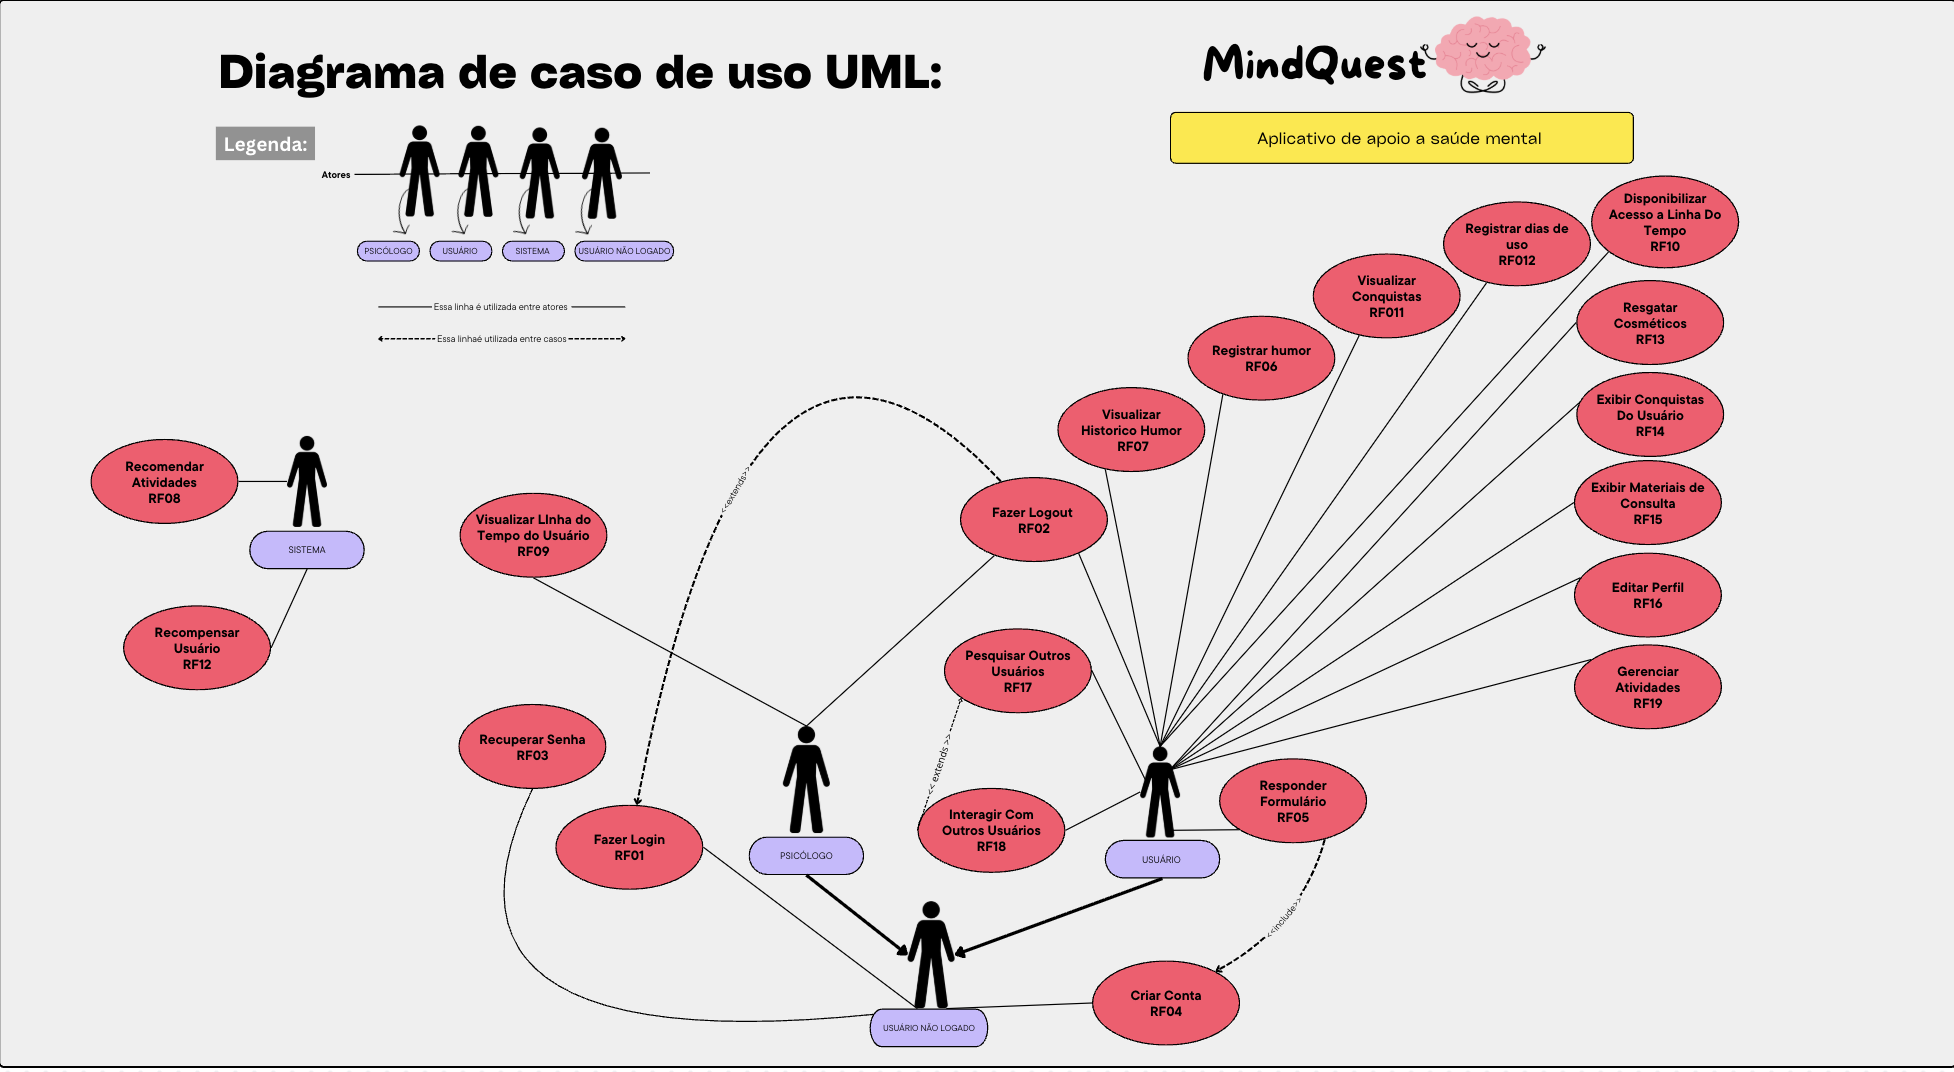 Diagrama de caso de uso UML:
MindQuest
Aplicativo de apoio a saúde mental
Legenda:
Atores
PSICÓLOGO
USUÁRIO
SISTEMA
USUÁRIO NÃO LOGADO
Essa linha é utilizada entre atores
Essa linhaé utilizada entre casos
Disponibilizar
Acesso a Linha Do
Tempo
RF10
Registrar dias de
uso
RF012
Visualizar
Conquistas
RF011
Resgatar
Cosméticos
RF13
Registrar humor
RF06
Exibir Conquistas
Do Usuário
RF14
Visualizar
Historico Humor
RF07
Recomendar
Atividades
RF08
SISTEMA
Recompensar
Usuário
RF12
Visualizar LInha do
Tempo do Usuário
RF09
<<extends>>
Fazer Logout
RF02
Exibir Materiais de
Consulta
RF15
Editar Perfil
RF16
Pesquisar Outros
Usuários
RF17
Gerenciar
Atividades
RF19
Recuperar Senha
RF03
<< extends >>
Fazer Login
RF01
PSICÓLOGO
Interagir Com
Outros Usuários
RF18
USUÁRIO
Responder
Formulário
RF05
<<include>>
Criar Conta
RF04
USUÁRIO NÃO LOGADO